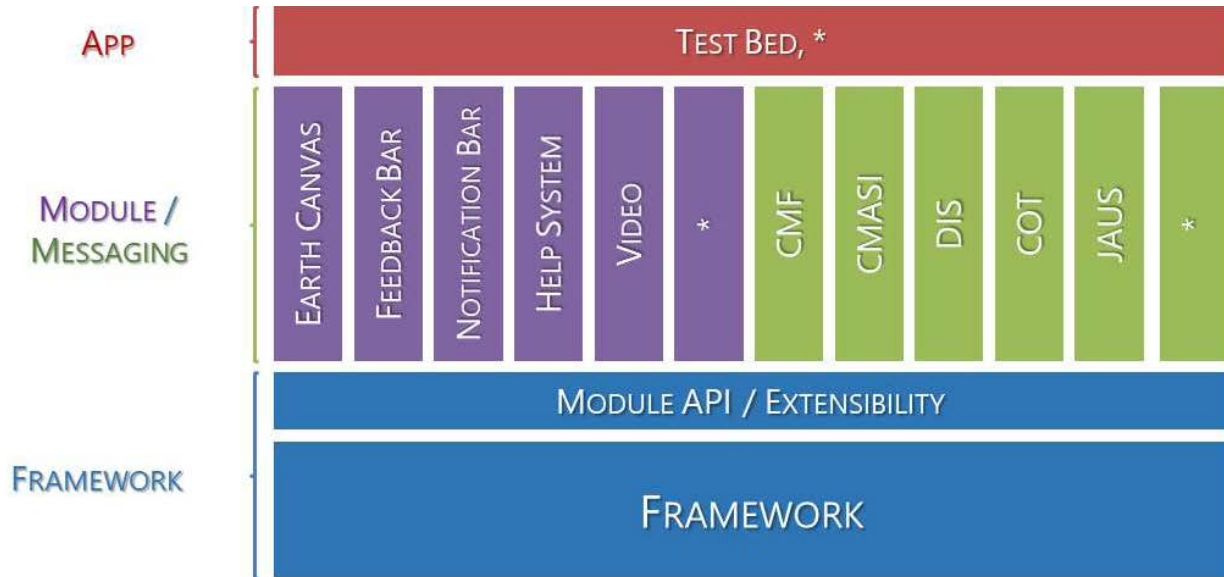 APP
TEST BED, *
MODULE /
MESSAGING
EARTH CANVAS
FEEDBACK BAR
NOTIFICATION BAR
HELP SYSTEM
VIDEO
*
CMF
CMASI
DIS
COT
JAUS
*
FRAMEWORK
MODULE API / EXTENSIBILITY
FRAMEWORK